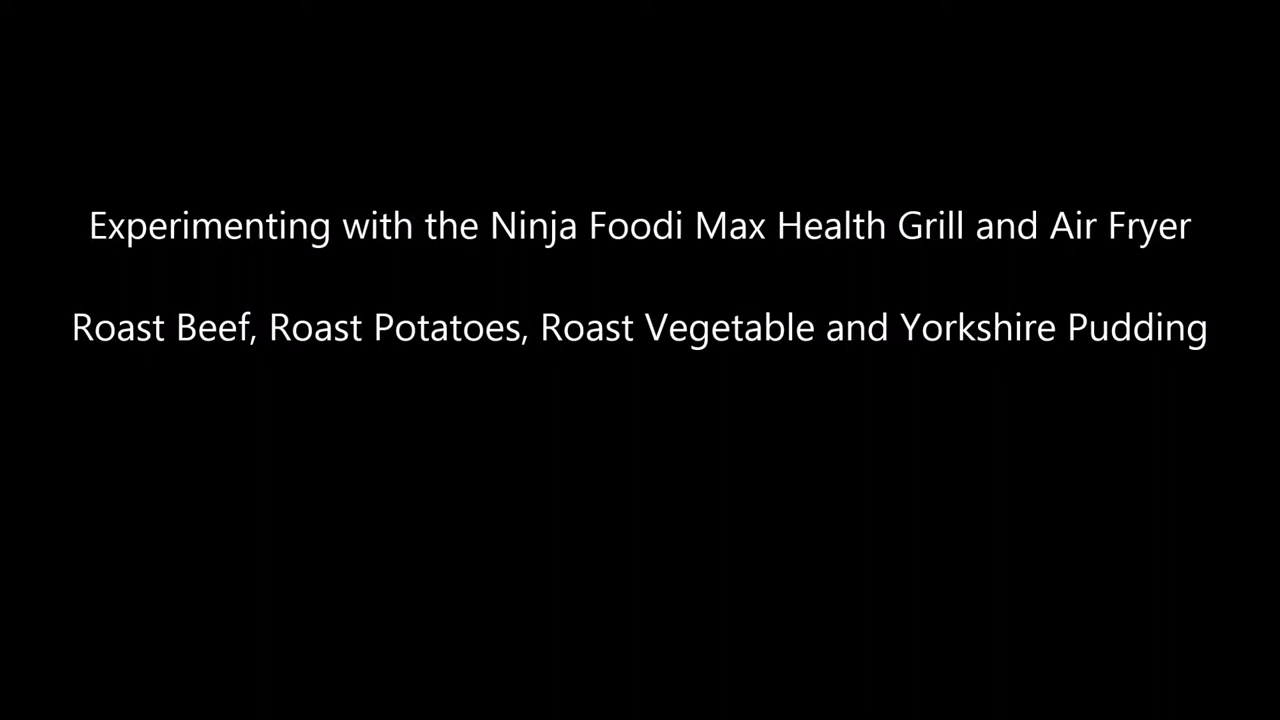 Experimenting with the Ninja Foodi Max Health Grill and Air Fryer
Roast Beef, Roast Potatoes, Roast Vegetable and Yorkshire Pudding